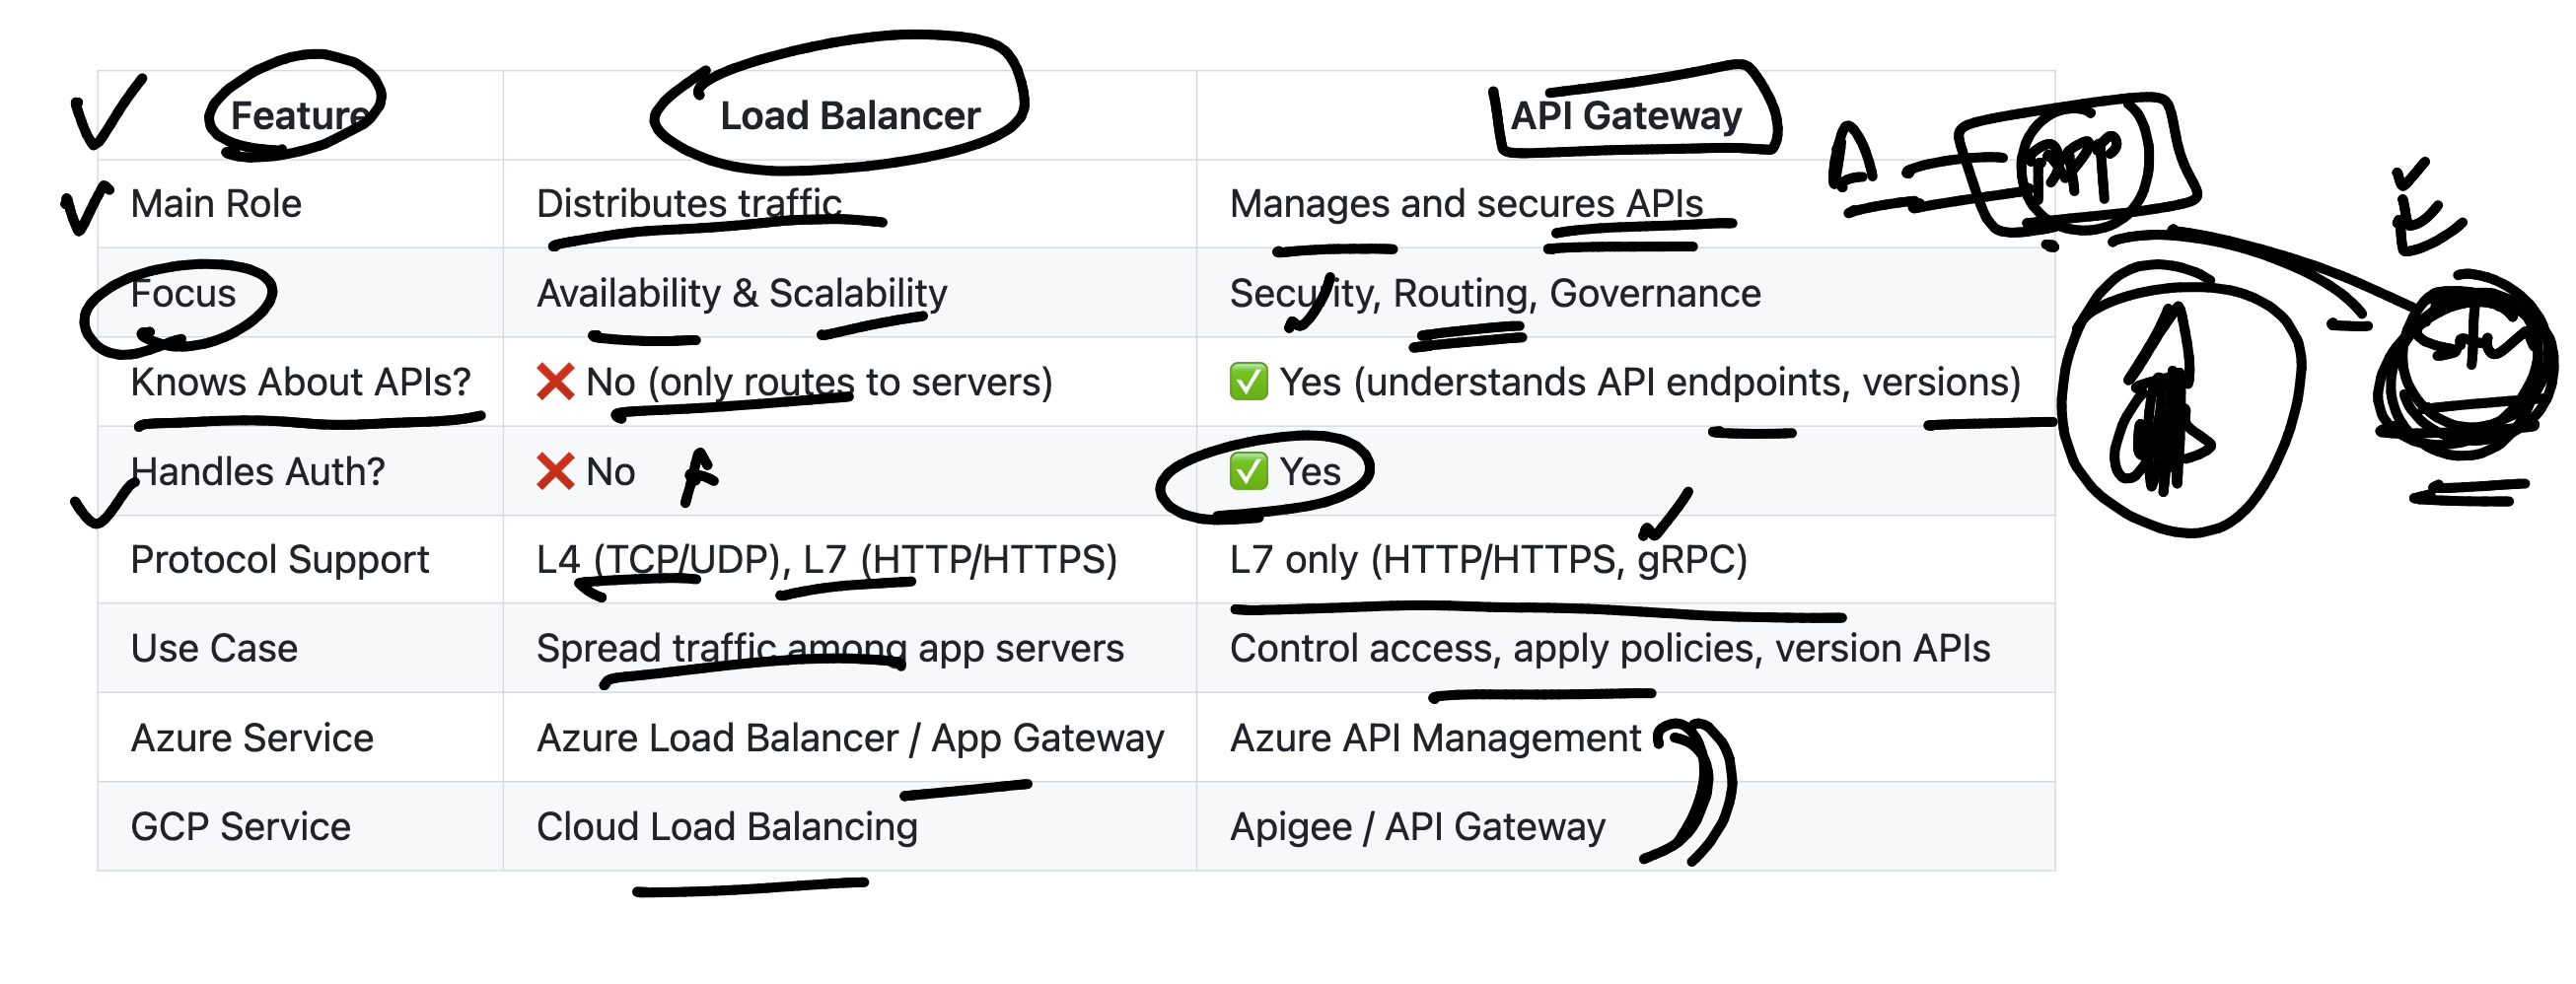 Feature Load Balancer API Gateway
Main Role Distributes traffic Manages and secures APIs
Focus Availability & Scalability Security, Routing, Governance
Knows About APIs? ❌ No (only routes to servers) ✅ Yes (understands API endpoints, versions)
Handles Auth? ❌ No ✅ Yes
Protocol Support L4 (TCP/UDP), L7 (HTTP/HTTPS) L7 only (HTTP/HTTPS, gRPC)
Use Case Spread traffic among app servers Control access, apply policies, version APIs
Azure Service Azure Load Balancer / App Gateway Azure API Management
GCP Service Cloud Load Balancing Apigee / API Gateway